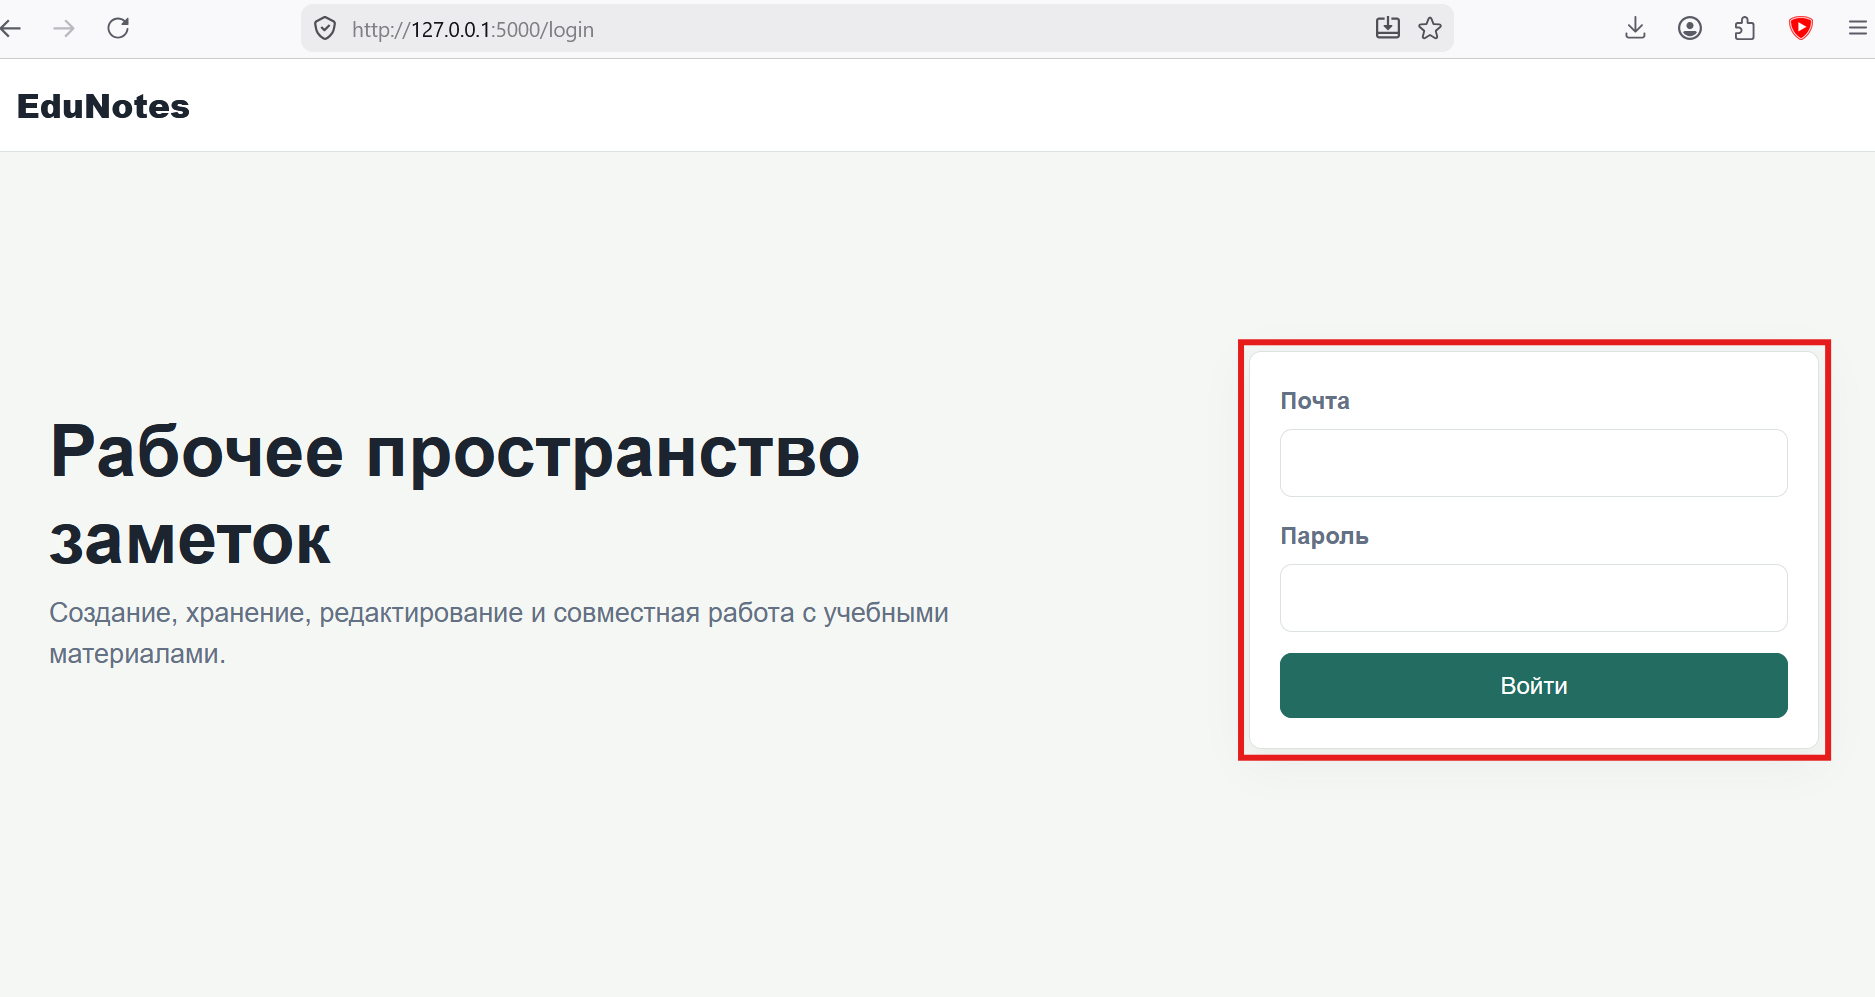 http://127.0.0.1:5000/login
EduNotes
Рабочее пространство
заметок
Создание, хранение, редактирование и совместная работа с учебными
материалами.
Почта
Пароль
Войти